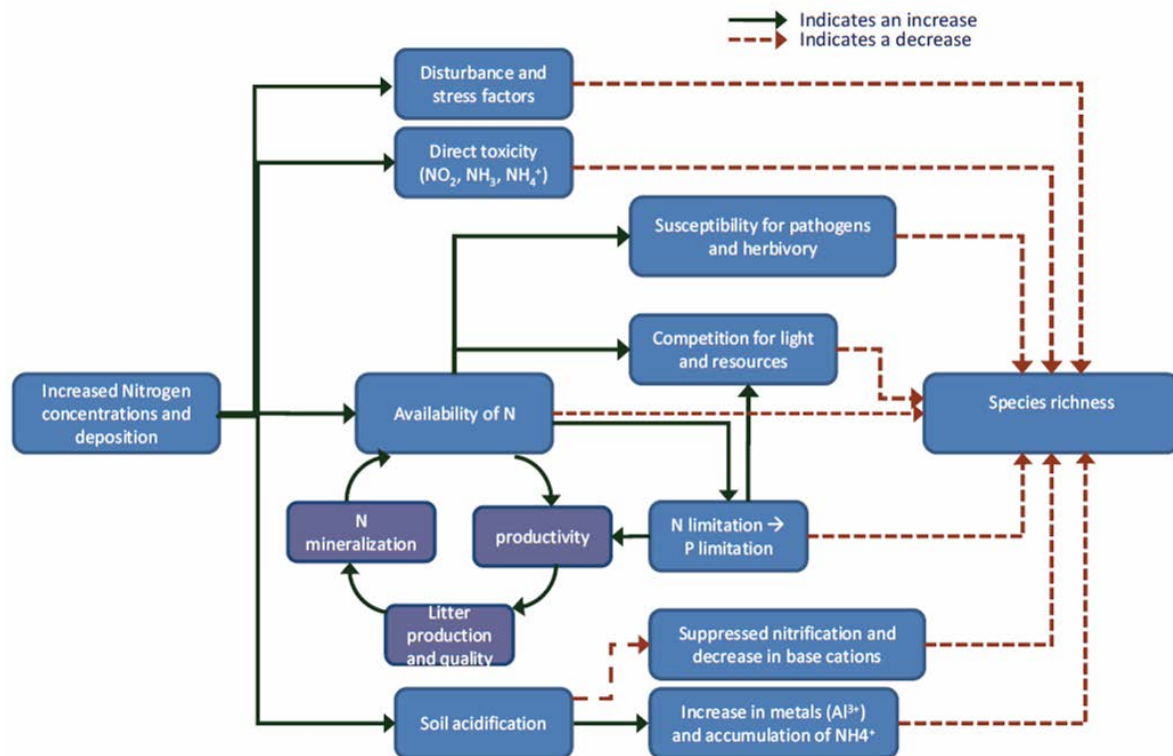 Indicates an increase
Indicates a decrease
Disturbance and
stress factors
Direct toxicity
(NO₂, NH₃, NH₄⁺)
Susceptibility for pathogens
and herbivory
Competition for light
and resources
Increased Nitrogen
concentrations and
deposition
Availability of N
Species richness
N
mineralization
productivity
N limitation →
P limitation
Litter
production
and quality
Suppressed nitrification and
decrease in base cations
Soil acidification
Increase in metals (Al³⁺)
and accumulation of NH4⁺